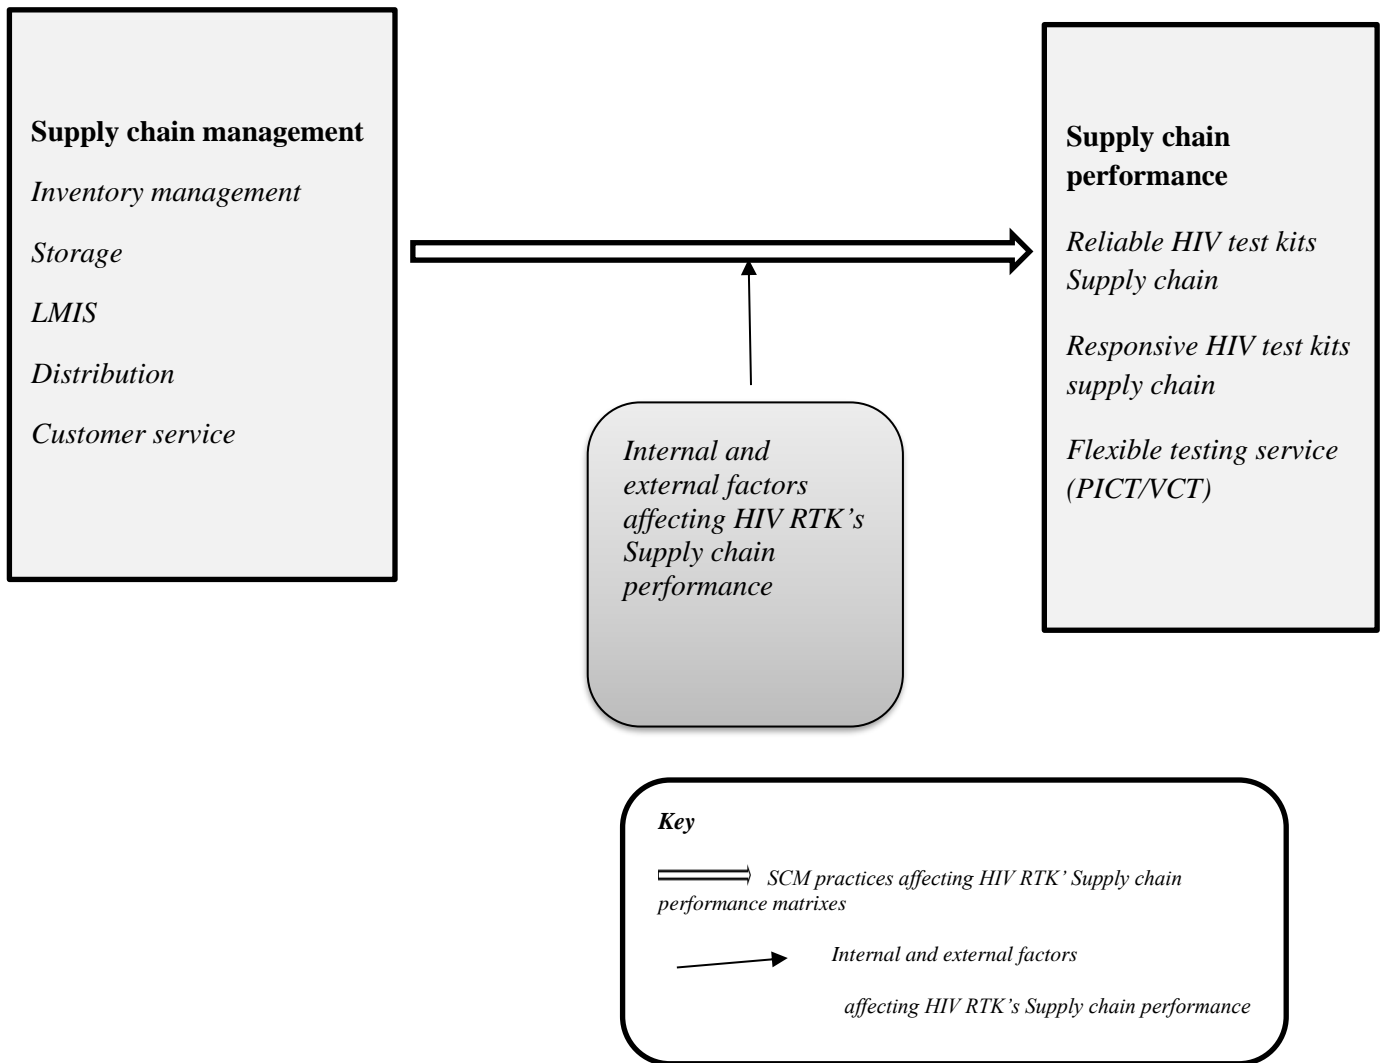 Supply chain management
Inventory management
Storage
LMIS
Distribution
Customer service
Internal and
external factors
affecting HIV RTK’s
Supply chain
performance
Supply chain
performance
Reliable HIV test kits
Supply chain
Responsive HIV test kits
supply chain
Flexible testing service
(PICT/VCT)
Key
SCM practices affecting HIV RTK’ Supply chain
performance matrixes
Internal and external factors
affecting HIV RTK’s Supply chain performance